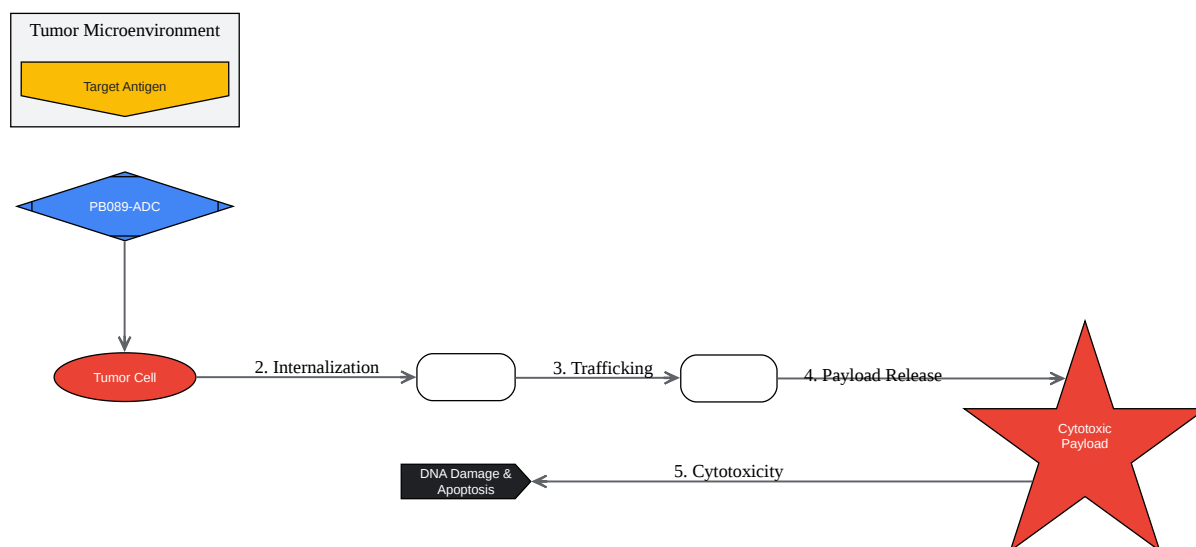 Tumor Microenvironment
Target Antigen
PB089-ADC
Tumor Cell
2. Internalization
3. Trafficking
4. Payload Release
Cytotoxic
Payload
5. Cytotoxicity
DNA Damage &
Apoptosis